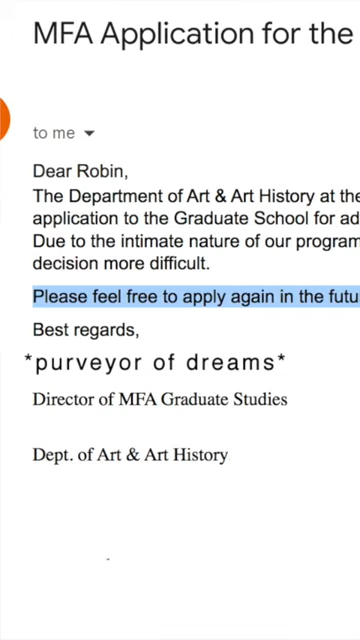 MFA Application for the
to me
Dear Robin,
The Department of Art & Art History at the
application to the Graduate School for ad
Due to the intimate nature of our program
decision more difficult.
Please feel free to apply again in the futu
Best regards,
*purveyor of dreams*
Director of MFA Graduate Studies
Dept. of Art & Art History